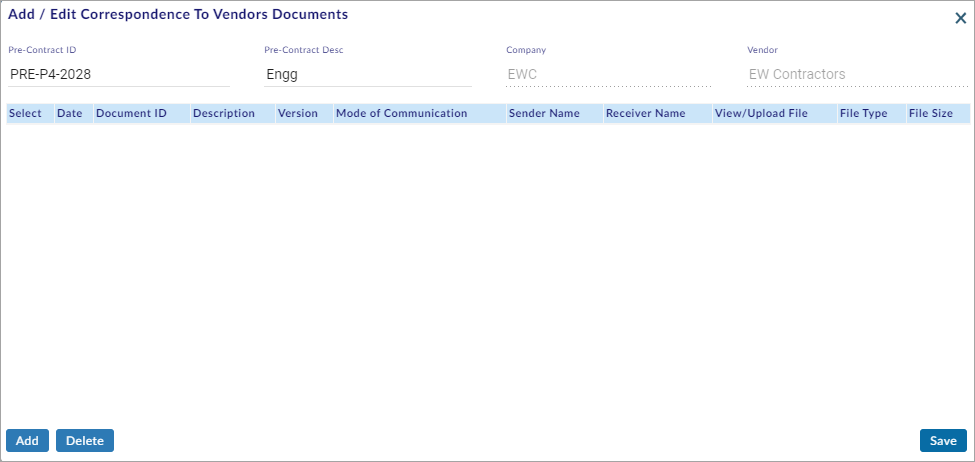 Add / Edit Correspondence To Vendors Documents
Pre-Contract ID Pre-Contract Desc Company Vendor
PRE-P4-2028 Engg EWC EW Contractors
Select Date Document ID Description Version Mode of Communication Sender Name Receiver Name View/Upload File File Type File Size
Add Delete Save